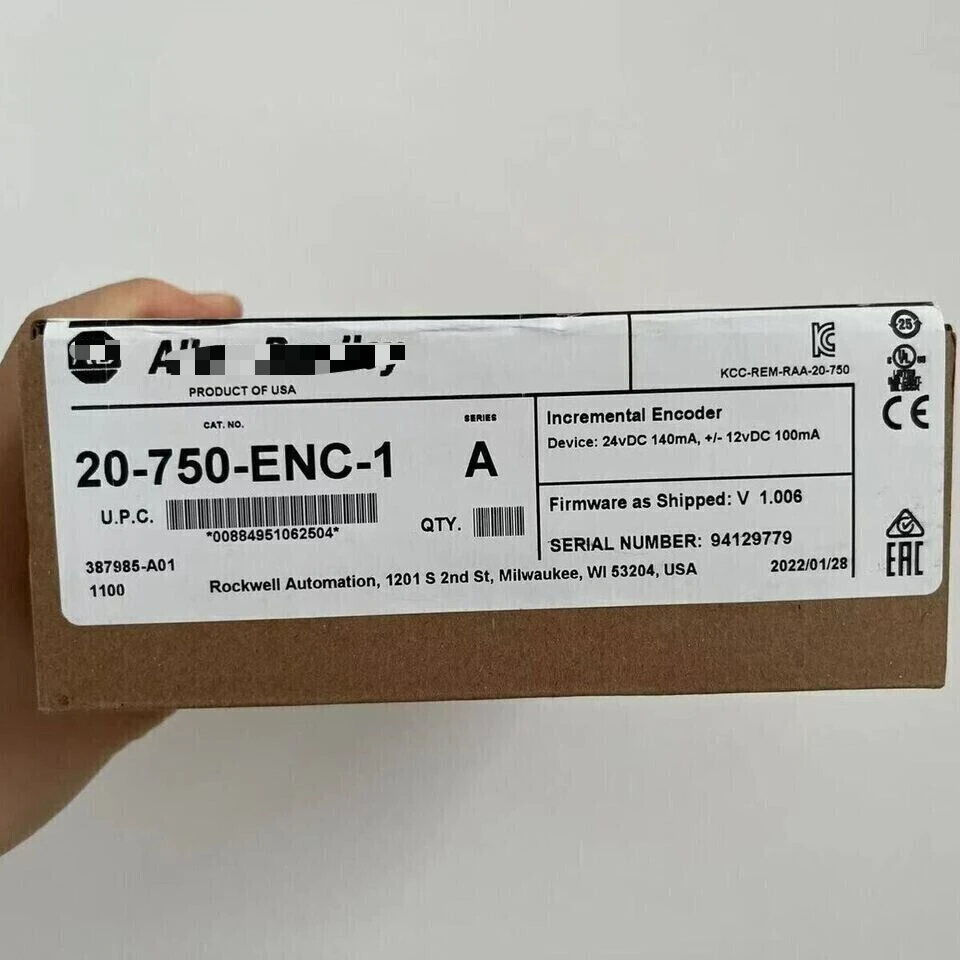 PRODUCT OF USA
KCC-REM-RAA-20-750
25
UL
CE
CAT. NO.
SERIES
20-750-ENC-1
A
Incremental Encoder
Device: 24vDC 140mA, +/- 12vDC 100mA
U.P.C.
*00884951062504*
QTY.
Firmware as Shipped: V 1.006
SERIAL NUMBER: 94129779
387985-A01
1100
Rockwell Automation, 1201 S 2nd St, Milwaukee, WI 53204, USA
2022/01/28
EAC